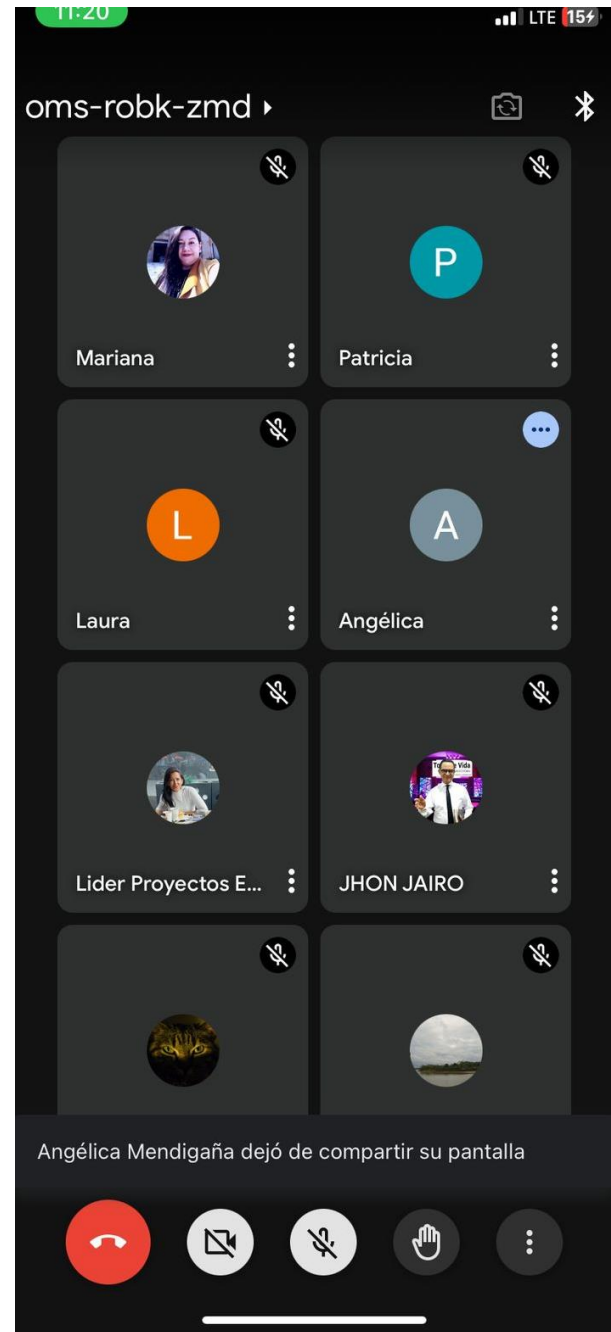 11:20
LTE 15
oms-robk-zmd
Mariana
P
Patricia
L
Laura
A
Angélica
Lider Proyectos E...
JHON JAIRO
Angélica Mendigaña dejó de compartir su pantalla